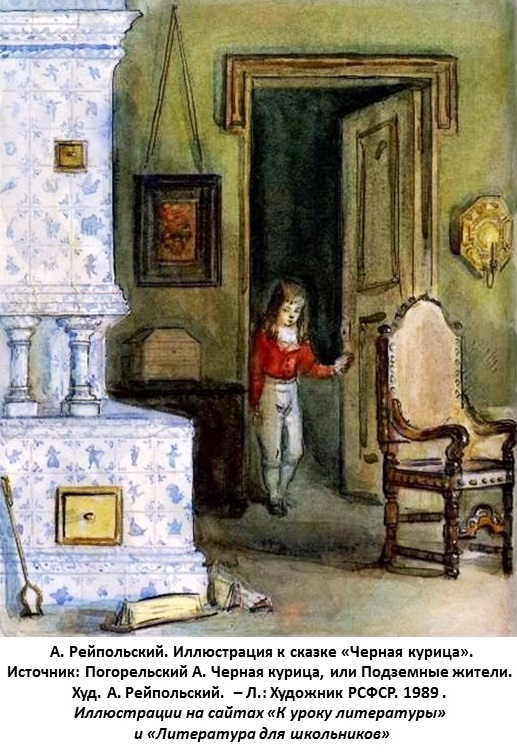 А. Рейпольский. Иллюстрация к сказке «Черная курица».
Источник: Погорельский А. Черная курица, или Подземные жители.
Худ. А. Рейпольский. – Л.: Художник РСФСР. 1989 .
Иллюстрации на сайтах «К уроку литературы»
и «Литература для школьников»